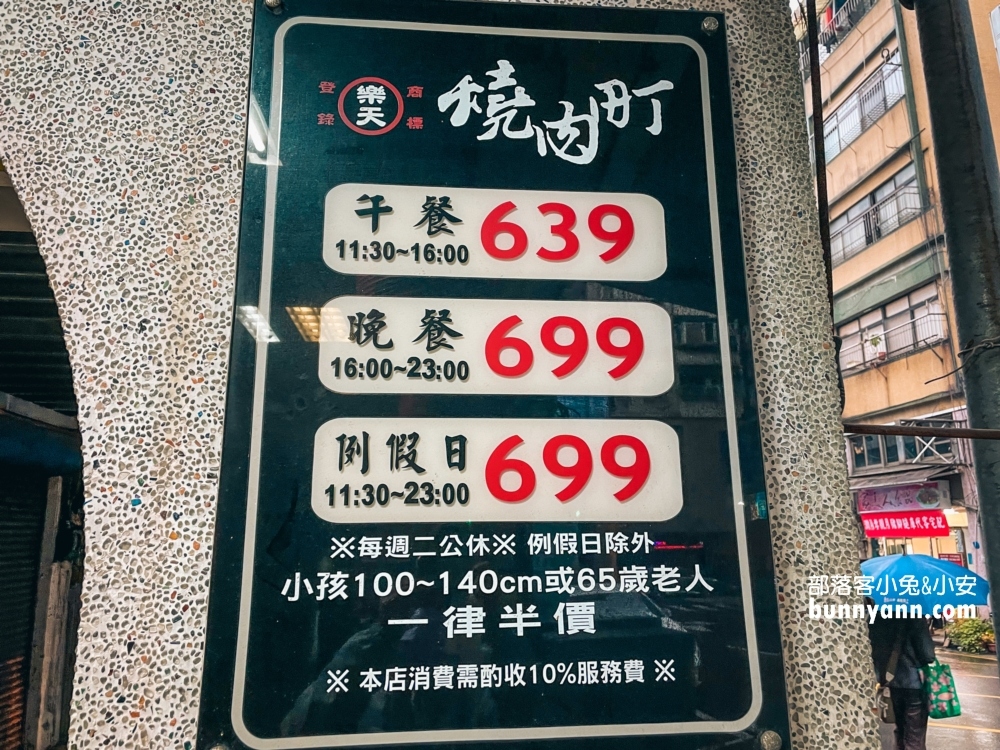 登錄 樂天 商標 燒肉町
午餐 639
11:30~16:00
晚餐 699
16:00~23:00
例假日 699
11:30~23:00
※每週二公休※ 例假日除外
小孩100~140cm或65歲老人
一律半價
※ 本店消費需酌收10%服務費 ※
部落客小兔&小安
bunnyann.com